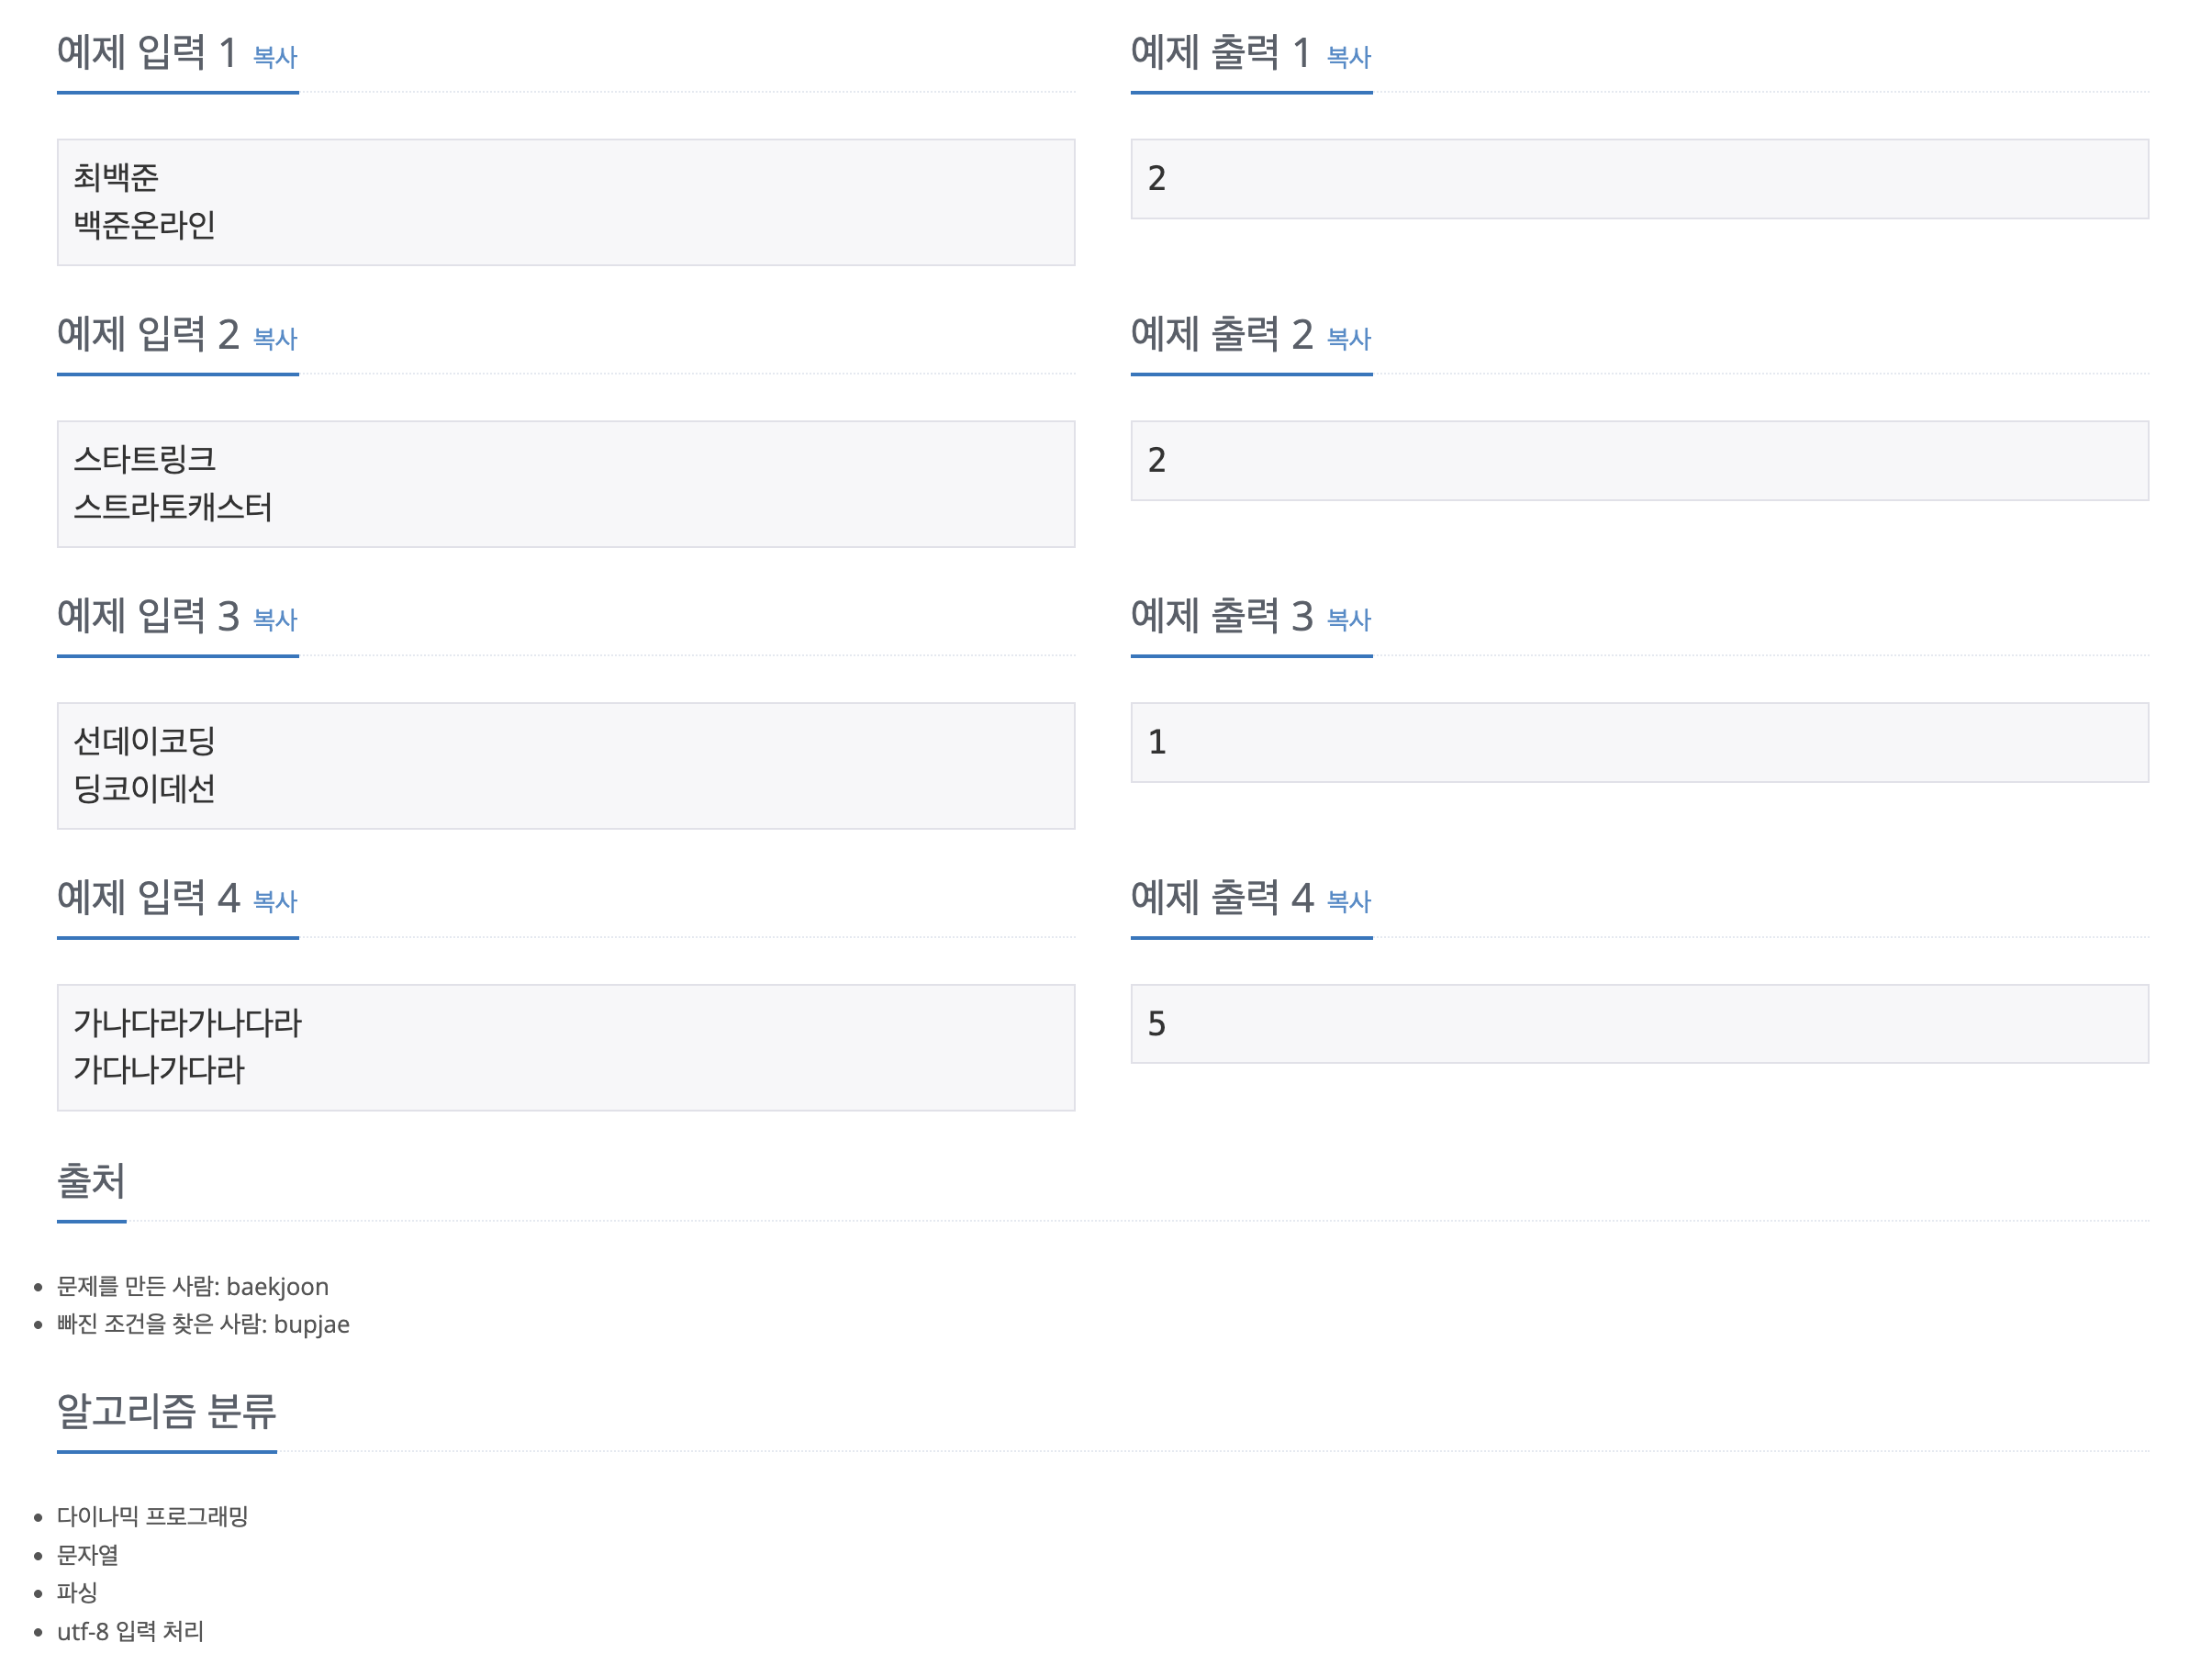 예제 입력 1 복사
예제 출력 1 복사
최백준
백준온라인
2
예제 입력 2 복사
예제 출력 2 복사
스타트링크
스트라토캐스터
2
예제 입력 3 복사
예제 출력 3 복사
선데이코딩
딩코이데선
1
예제 입력 4 복사
예제 출력 4 복사
가나다라가나다라
가다나가다라
5
출처
문제를 만든 사람: baekjoon
빠진 조건을 찾은 사람: bupjae
알고리즘 분류
다이나믹 프로그래밍
문자열
파싱
utf-8 입력 처리